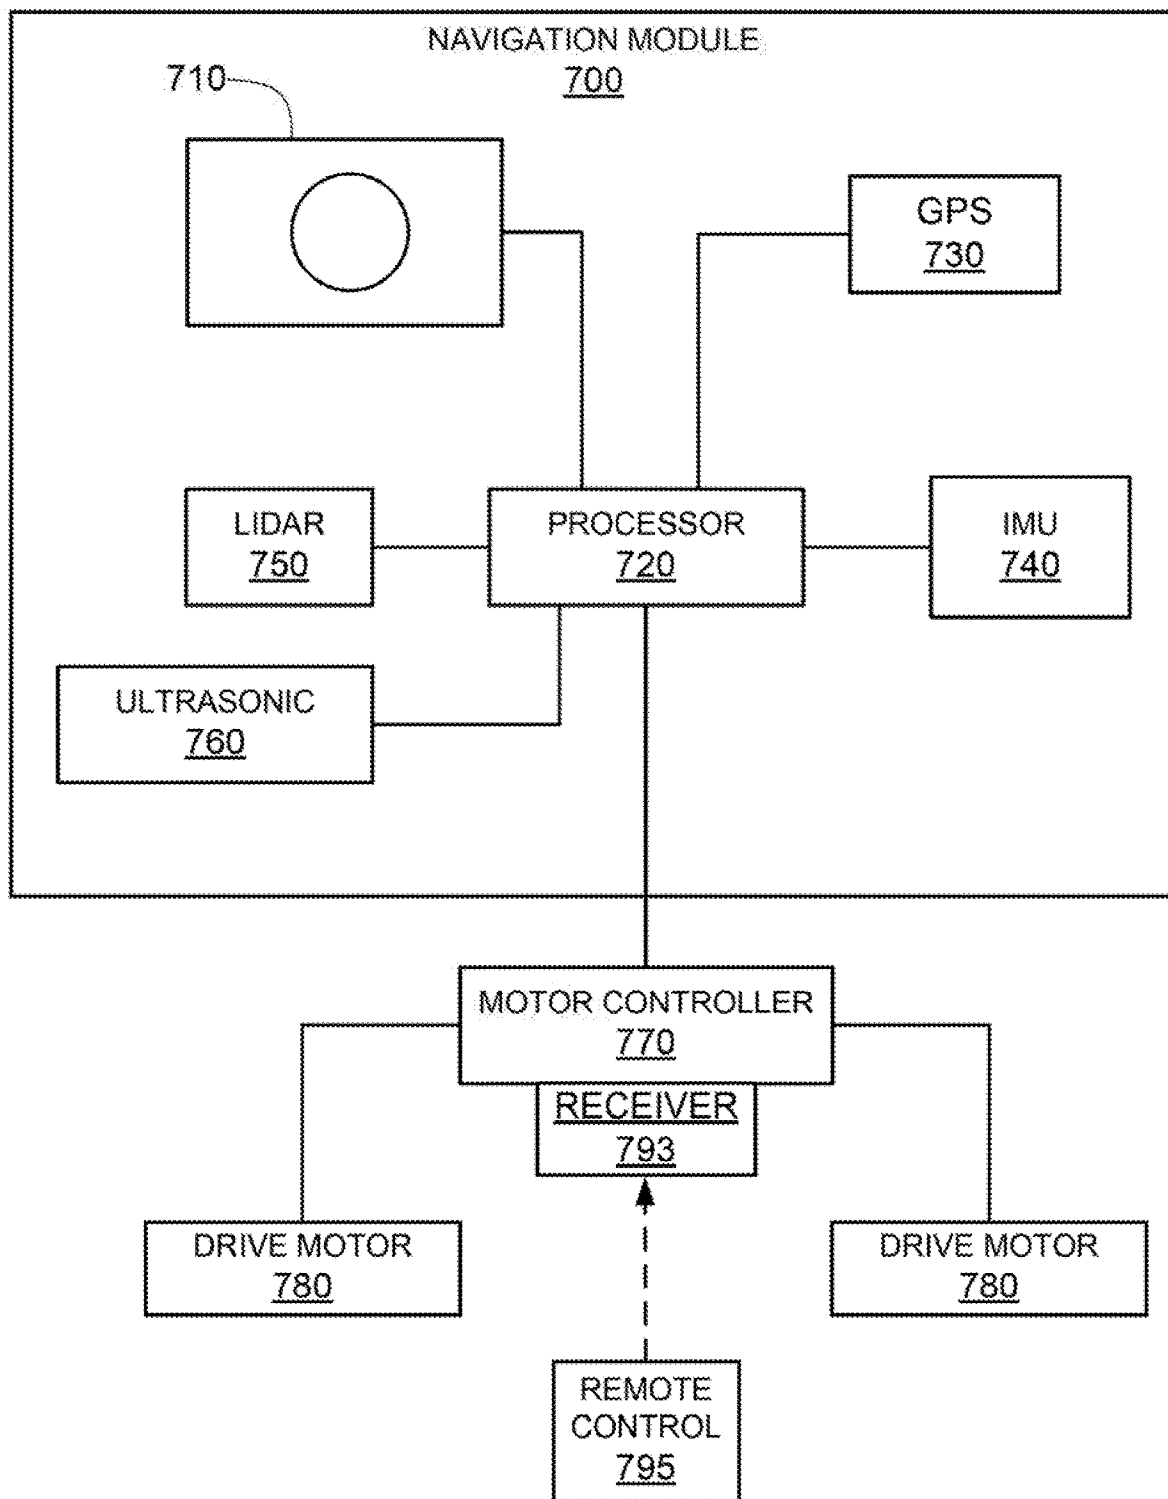 NAVIGATION MODULE
700
710
GPS
730
LIDAR
750
PROCESSOR
720
IMU
740
ULTRASONIC
760
MOTOR CONTROLLER
770
RECEIVER
793
DRIVE MOTOR
780
DRIVE MOTOR
780
REMOTE
CONTROL
795